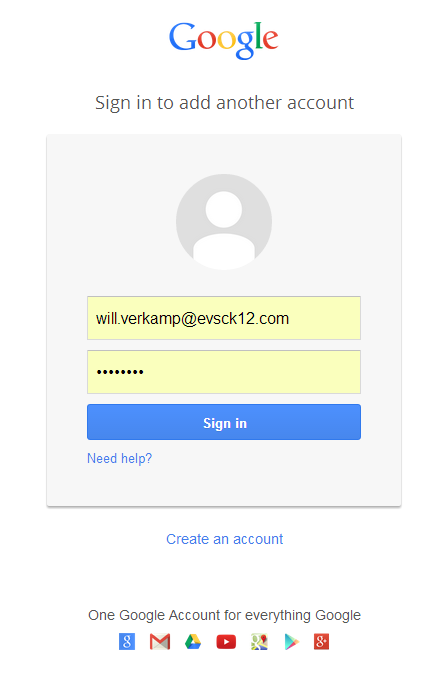 Google
Sign in to add another account
will.verkamp@evsck12.com
••••••••
Sign in
Need help?
Create an account
One Google Account for everything Google